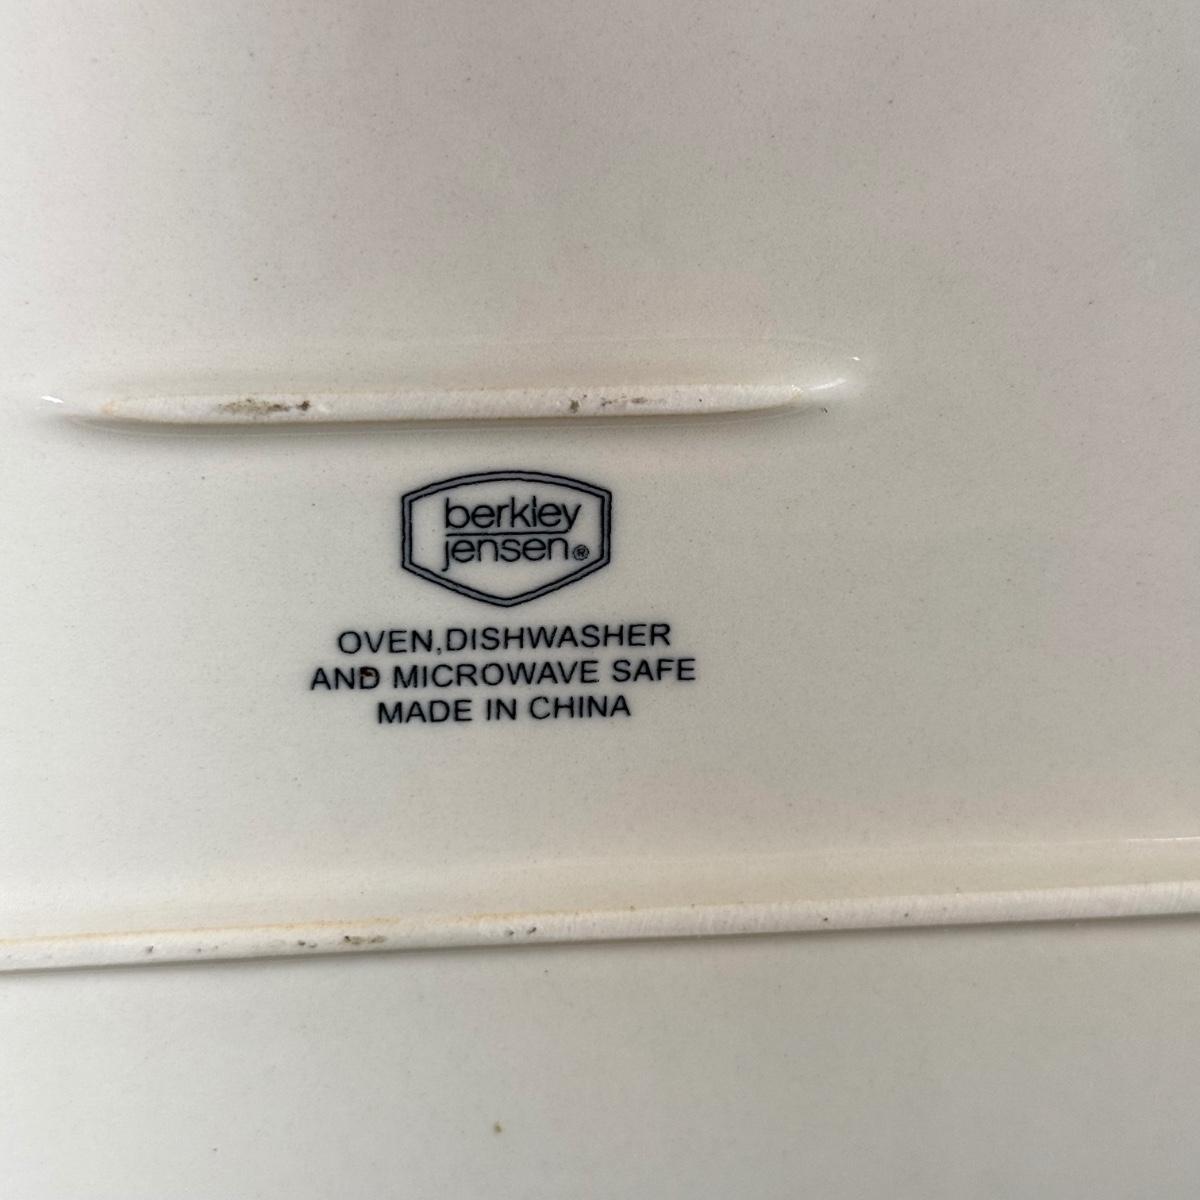 berkley
jensen®
OVEN,DISHWASHER
AND MICROWAVE SAFE
MADE IN CHINA